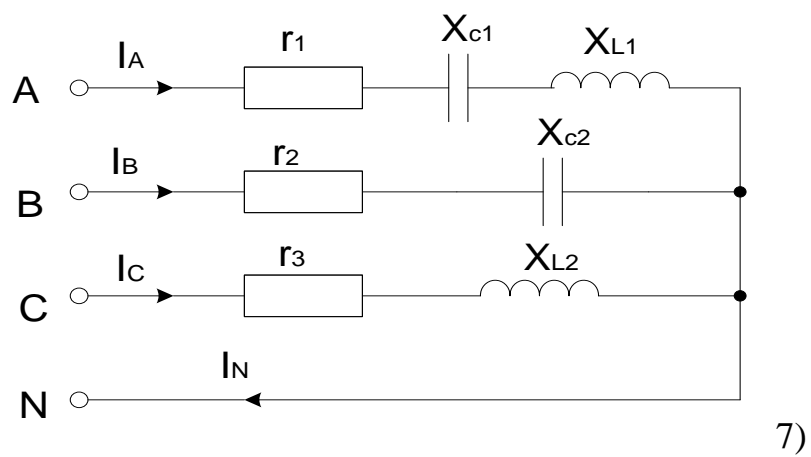 r1 Xc1 XL1
IA
A
r2 Xc2
IB
B
r3 XL2
IC
C
IN
N
7)